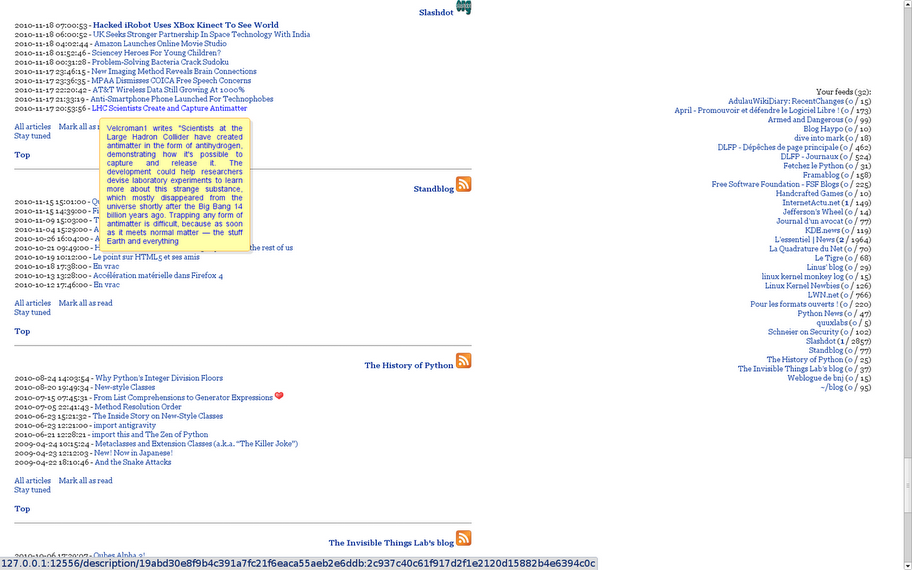 Slashdot
2010-11-18 07:00:53 - Hacked iRobot Uses XBox Kinect To See World
2010-11-18 06:00:52 - UK Seeks Stronger Partnership In Space Technology With India
2010-11-18 04:02:44 - Amazon Launches Online Movie Studio
2010-11-18 01:52:46 - Sciencey Heroes For Young Children?
2010-11-18 00:31:28 - Problem-Solving Bacteria Crack Sudoku
2010-11-17 23:46:15 - New Imaging Method Reveals Brain Connections
2010-11-17 23:36:35 - MPAA Dismisses COICA Free Speech Concerns
2010-11-17 22:20:42 - AT&T Wireless Data Still Growing At 1000%
2010-11-17 21:33:19 - Anti-Smartphone Phone Launched For Technophobes
2010-11-17 20:53:56 - LHC Scientists Create and Capture Antimatter
All articles Mark all as
Stay tuned
Top
Velcroman1 writes "Scientists at the
Large Hadron Collider have created
antimatter in the form of antihydrogen,
demonstrating how it's possible to
capture and release it. The
development could help researchers
devise laboratory experiments to learn
more about this strange substance,
which mostly disappeared from the
universe shortly after the Big Bang 14
billion years ago. Trapping any form of
antimatter is difficult, because as soon
as it meets normal matter — the stuff
Earth and everything
Standblog
2010-11-15 15:01:00 -
2010-11-15 14:39:00 -
2010-11-09 15:03:00 -
2010-11-04 15:29:00 -
2010-10-26 16:04:00 -
2010-10-21 09:49:00 - the rest of us
2010-10-19 10:12:00 - Le point sur HTML5 et ses amis
2010-10-18 17:38:00 - En vrac
2010-10-13 13:28:00 - Accélération matérielle dans Firefox 4
2010-10-12 17:46:00 - En vrac
All articles Mark all as read
Stay tuned
Top
The History of Python
2010-08-24 14:03:54 - Why Python's Integer Division Floors
2010-08-20 19:49:34 - New-style Classes
2010-07-15 07:45:31 - From List Comprehensions to Generator Expressions
2010-07-05 22:41:43 - Method Resolution Order
2010-06-23 15:21:32 - The Inside Story on New-Style Classes
2010-06-23 12:21:00 - import antigravity
2010-06-21 12:28:21 - import this and The Zen of Python
2009-04-24 10:15:24 - Metaclasses and Extension Classes (a.k.a. "The Killer Joke")
2009-04-23 12:12:03 - New! Now in Japanese!
2009-04-22 18:10:46 - And the Snake Attacks
All articles Mark all as read
Stay tuned
Top
The Invisible Things Lab's blog
2010-10-06 17:29:07 - Qubes Alpha 3!
127.0.0.1:12556/description/19abd30e8f9b4c391a7fc21f6eaca55aeb2e6ddb:2c937c40c61f917d2f1e2120d15882b4e6394c0c
Your feeds (32):
AdulauWikiDiary: RecentChanges (0 / 15)
April - Promouvoir et défendre le Logiciel Libre ! (0 / 173)
Armed and Dangerous (0 / 99)
Blog Haypo (0 / 10)
dive into mark (0 / 18)
DLFP - Dépêches de page principale (0 / 462)
DLFP - Journaux (0 / 524)
Fetchez le Python (0 / 31)
Framablog (0 / 158)
Free Software Foundation - FSF Blogs (0 / 225)
Handcrafted Games (0 / 10)
InternetActu.net (1 / 149)
Jefferson's Wheel (0 / 14)
Journal d'un avocat (0 / 77)
KDE.news (0 / 119)
L'essentiel | News (2 / 1964)
La Quadrature du Net (0 / 70)
Le Tigre (0 / 68)
Linus' blog (0 / 29)
linux kernel monkey log (0 / 15)
Linux Kernel Newbies (0 / 126)
LWN.net (0 / 766)
Pour les formats ouverts ! (0 / 220)
Python News (0 / 47)
quuxlabs (0 / 5)
Schneier on Security (0 / 102)
Slashdot (1 / 2857)
Standblog (0 / 77)
The History of Python (0 / 25)
The Invisible Things Lab's blog (0 / 37)
Weblogue de bnj (0 / 15)
~/blog (0 / 95)